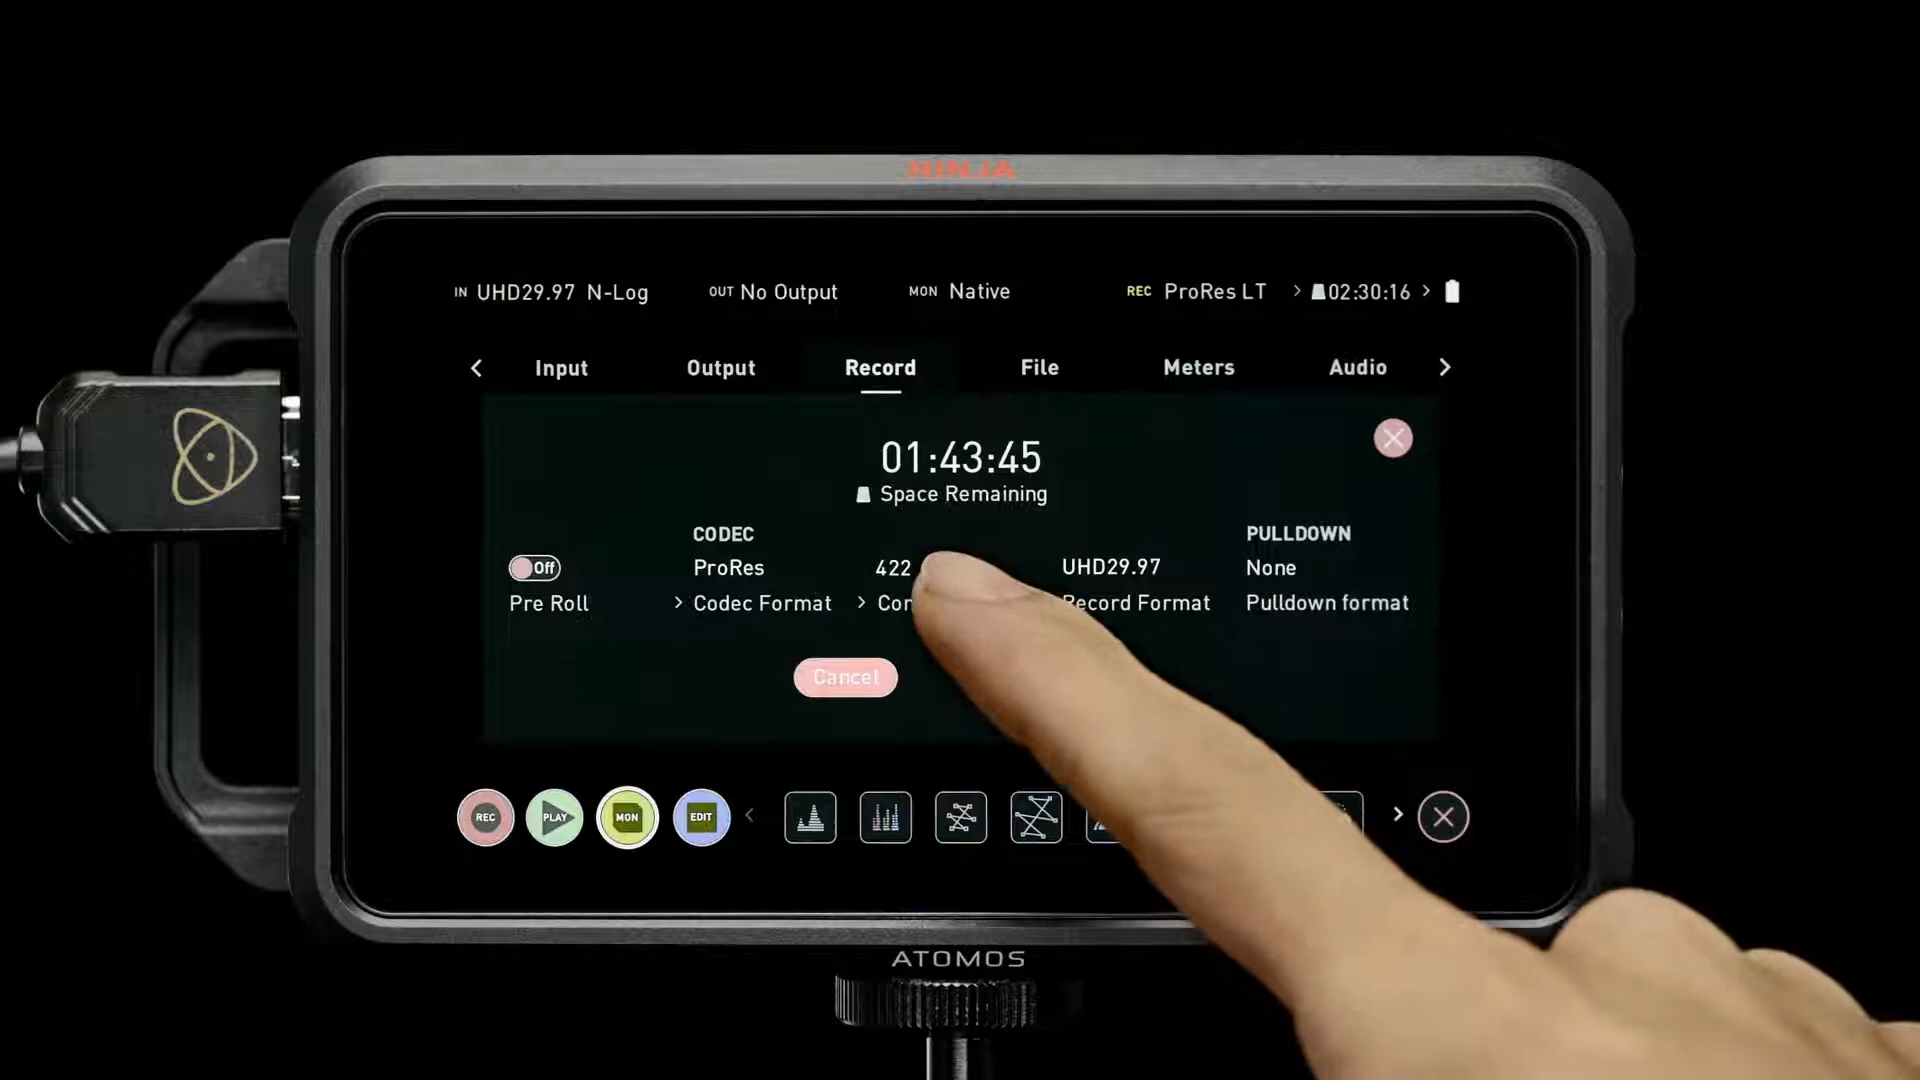 NINJA
IN UHD29.97 N-Log OUT No Output MON Native REC ProRes LT > 02:30:16 >
< Input Output Record File Meters Audio >
01:43:45
Space Remaining
CODEC PULLDOWN
Off ProRes 422 UHD29.97 None
Pre Roll > Codec Format > Record Format Pulldown format
Cancel
REC PLAY MON EDIT < >
ATOMOS